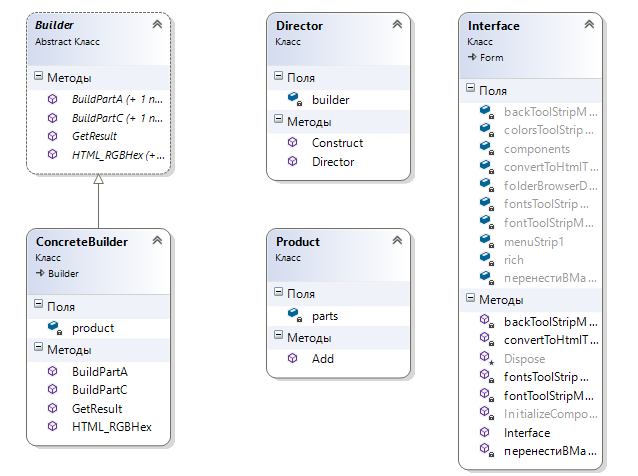 Builder
Abstract Класс
Методы
BuildPartA (+ 1 п...
BuildPartC (+ 1 п...
GetResult
HTML_RGBHex (+...
ConcreteBuilder
Класс
Builder
Поля
product
Методы
BuildPartA
BuildPartC
GetResult
HTML_RGBHex
Director
Класс
Поля
builder
Методы
Construct
Director
Product
Класс
Поля
parts
Методы
Add
Interface
Класс
Form
Поля
backToolStripM...
colorsToolStrip...
components
convertToHtmlT...
folderBrowserD...
fontsToolStrip...
fontToolStripM...
menuStrip1
rich
перенестиВМа...
Методы
backToolStripM...
convertToHtmlT...
Dispose
fontsToolStrip...
fontToolStripM...
InitializeCompo...
Interface
перенестиВМа...